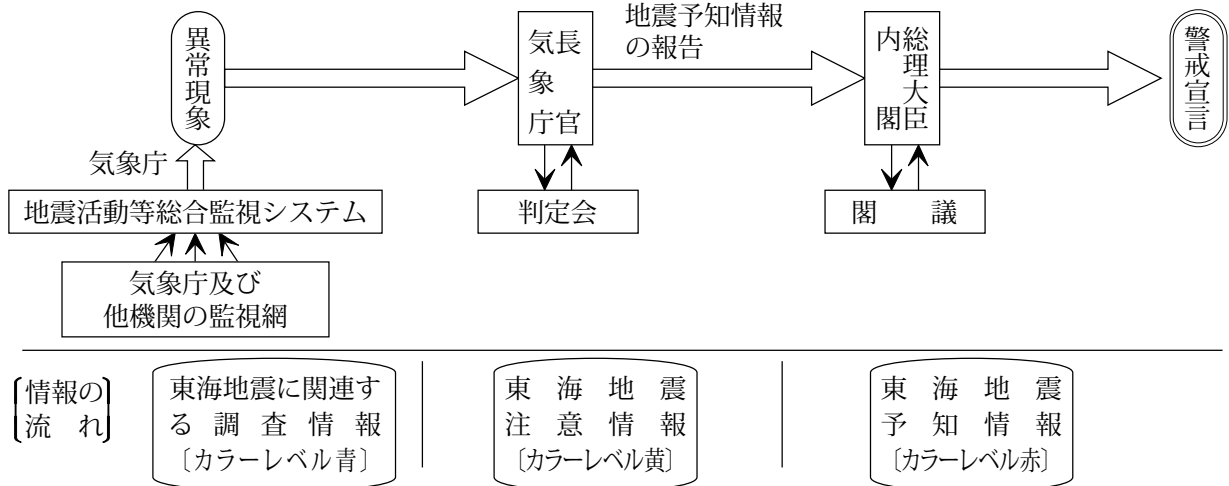 異常現象
気象庁長官
地震予知情報
の報告
内閣総理大臣
警戒宣言
気象庁
地震活動等総合監視システム
判定会
閣議
気象庁及び
他機関の監視網
情報の
流れ
東海地震に関連す
る調査情報
〔カラーレベル青〕
東海地震
注意情報
〔カラーレベル黄〕
東海地震
予知情報
〔カラーレベル赤〕